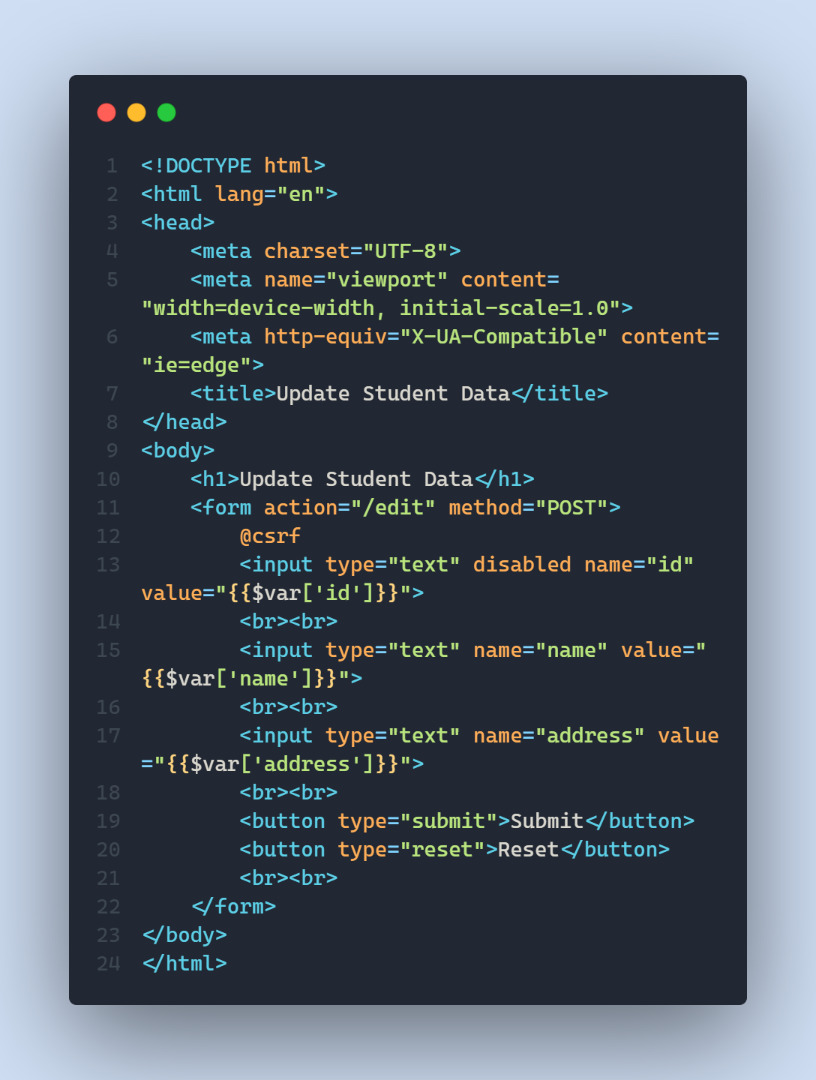 1 <!DOCTYPE html>
2 <html lang="en">
3 <head>
4     <meta charset="UTF-8">
5     <meta name="viewport" content=
"width=device-width, initial-scale=1.0">
6     <meta http-equiv="X-UA-Compatible" content=
"ie=edge">
7     <title>Update Student Data</title>
8 </head>
9 <body>
10     <h1>Update Student Data</h1>
11     <form action="/edit" method="POST">
12         @csrf
13         <input type="text" disabled name="id"
value="{{$var['id']}}">
14         <br><br>
15         <input type="text" name="name" value="
{{$var['name']}}">
16         <br><br>
17         <input type="text" name="address" value
="{{$var['address']}}">
18         <br><br>
19         <button type="submit">Submit</button>
20         <button type="reset">Reset</button>
21         <br><br>
22     </form>
23 </body>
24 </html>